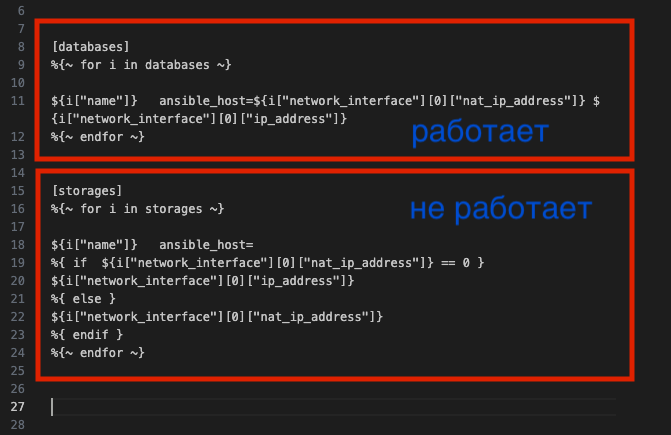 6
7
8 [databases]
9 %{~ for i in databases ~}
10
11 ${i["name"]}   ansible_host=${i["network_interface"][0]["nat_ip_address"]} $
{i["network_interface"][0]["ip_address"]}
12 %{~ endfor ~}
работает
13
14
15 [storages]
16 %{~ for i in storages ~}
не работает
17
18 ${i["name"]}   ansible_host=
19 %{ if  ${i["network_interface"][0]["nat_ip_address"]} == 0 }
20 ${i["network_interface"][0]["ip_address"]}
21 %{ else }
22 ${i["network_interface"][0]["nat_ip_address"]}
23 %{ endif }
24 %{~ endfor ~}
25
26
27
28